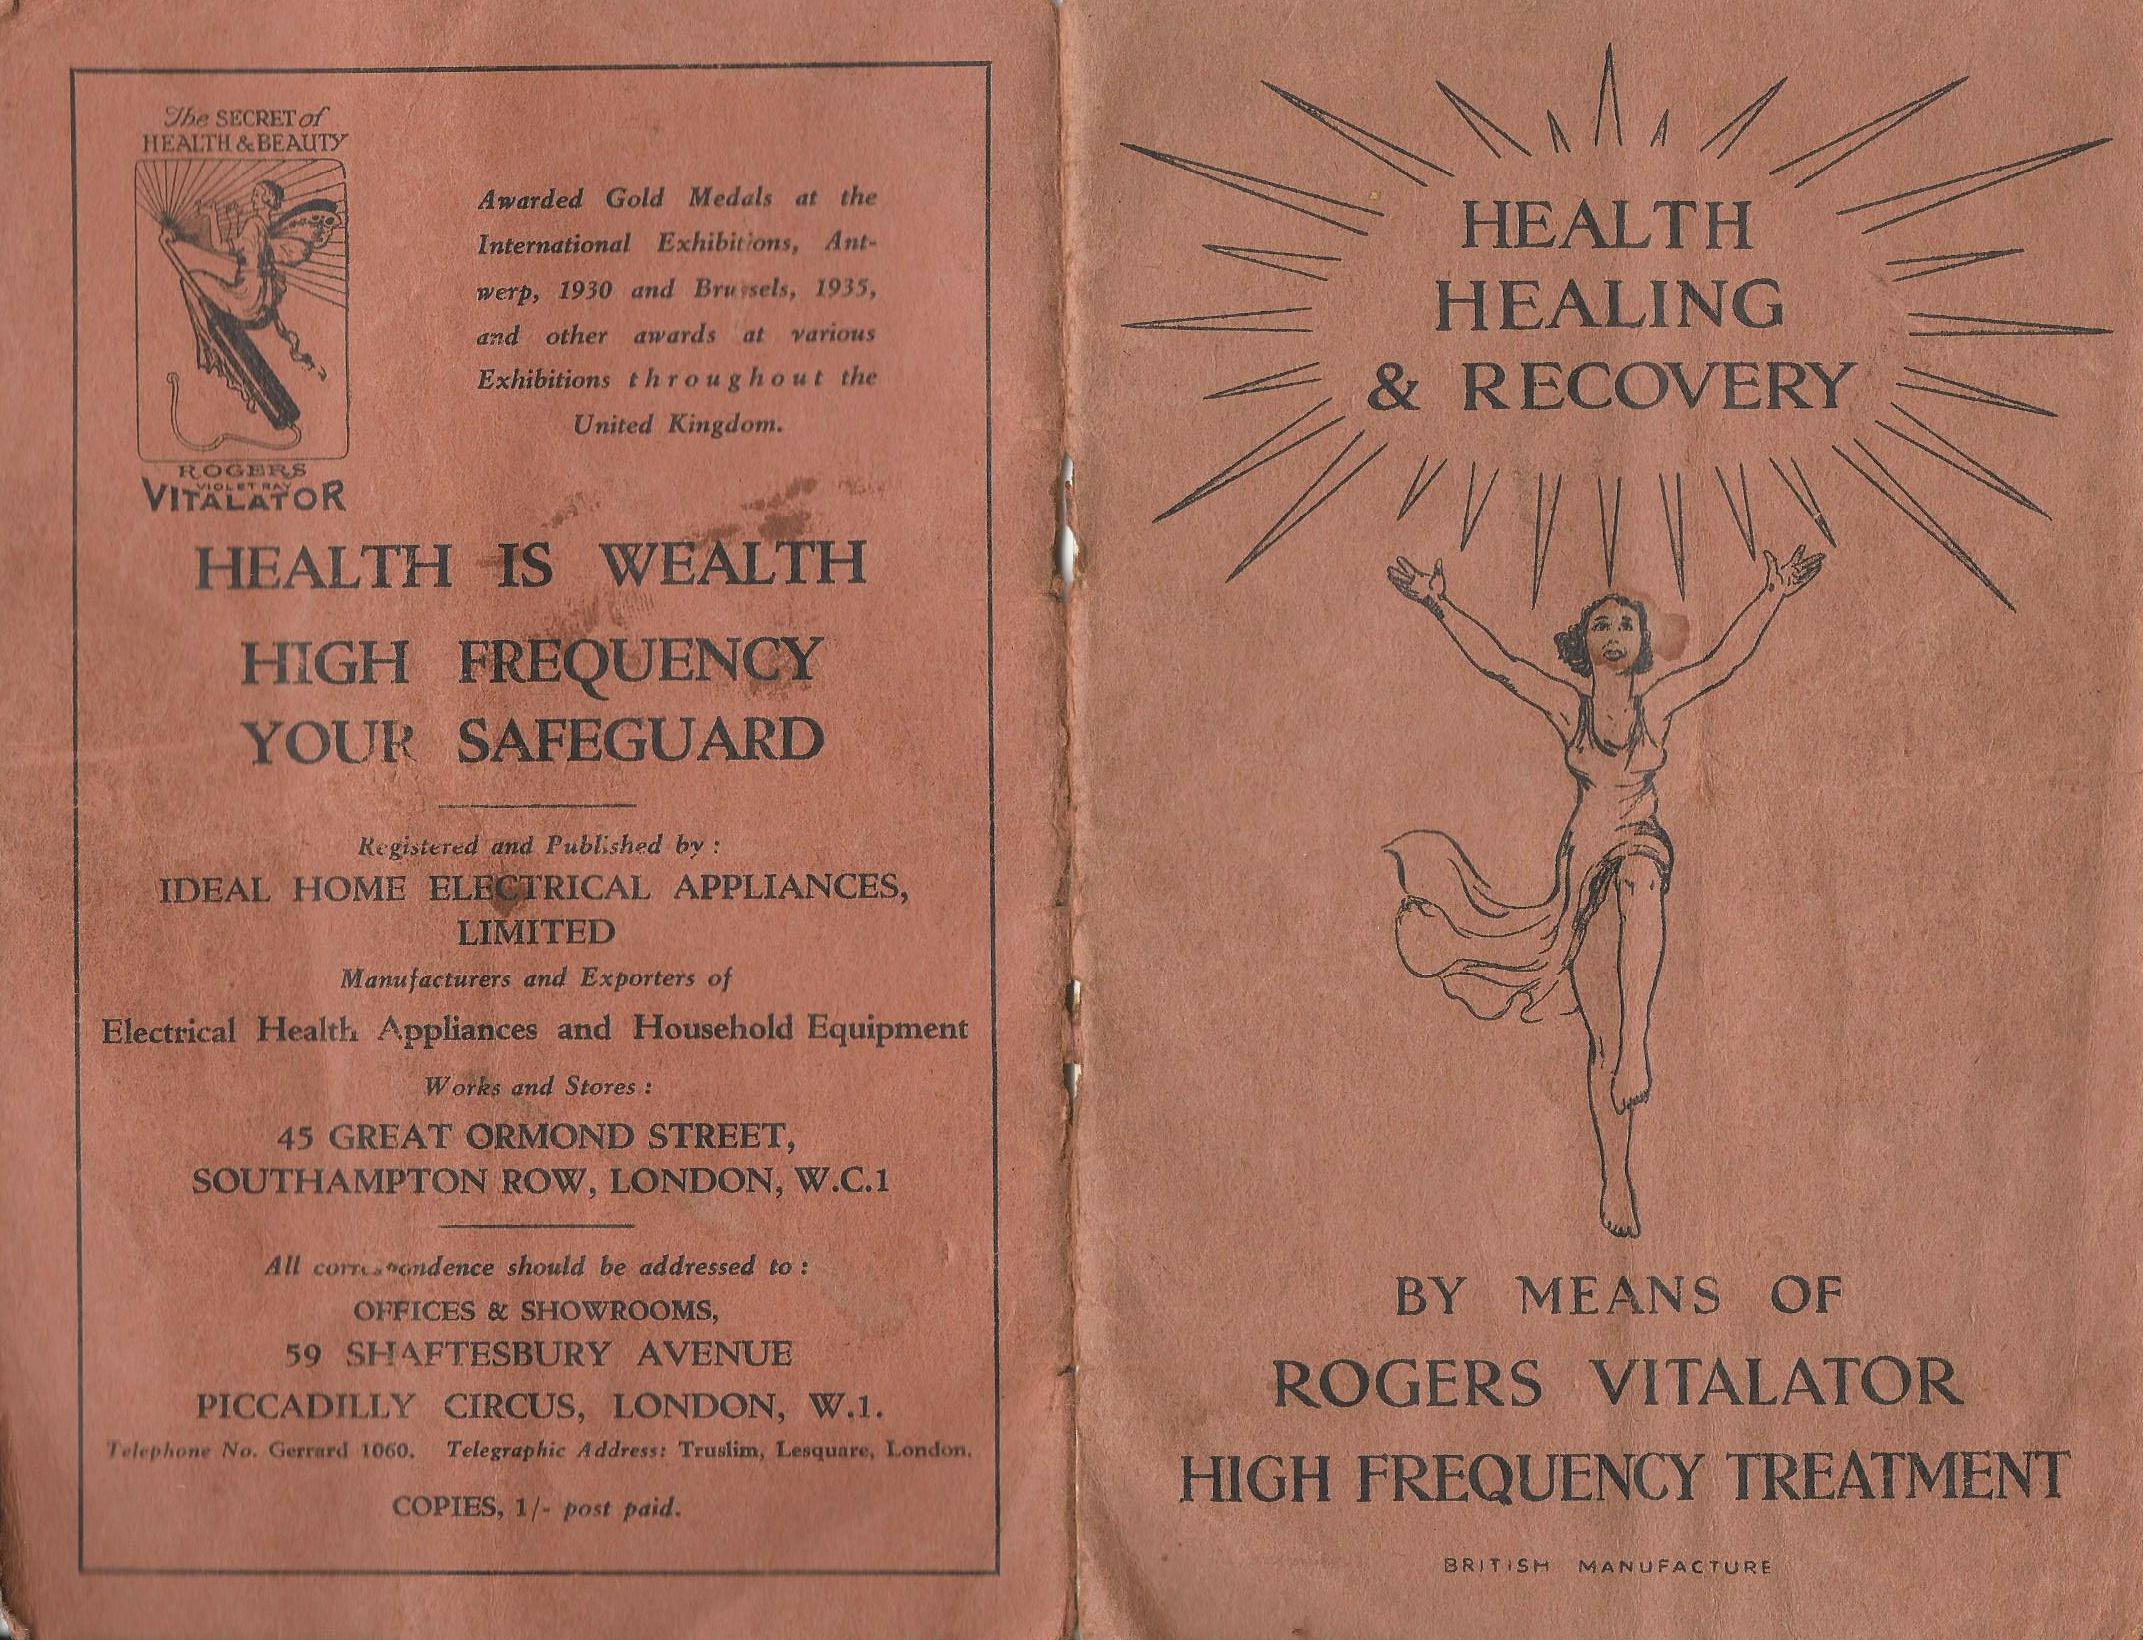 The SECRET of
HEALTH & BEAUTY
ROGERS
VIOLET RAY
VITALATOR
Awarded Gold Medals at the
International Exhibitions, Ant-
werp, 1930 and Brussels, 1935,
and other awards at various
Exhibitions throughout the
United Kingdom.
HEALTH IS WEALTH
HIGH FREQUENCY
YOUR SAFEGUARD
Registered and Published by :
IDEAL HOME ELECTRICAL APPLIANCES,
LIMITED
Manufacturers and Exporters of
Electrical Health Appliances and Household Equipment
Works and Stores :
45 GREAT ORMOND STREET,
SOUTHAMPTON ROW, LONDON, W.C.1
All correspondence should be addressed to :
OFFICES & SHOWROOMS,
59 SHAFTESBURY AVENUE
PICCADILLY CIRCUS, LONDON, W.1.
Telephone No. Gerrard 1060. Telegraphic Address: Truslim, Lesquare, London.
COPIES, 1/- post paid.
HEALTH
HEALING
& RECOVERY
BY MEANS OF
ROGERS VITALATOR
HIGH FREQUENCY TREATMENT
BRITISH MANUFACTURE